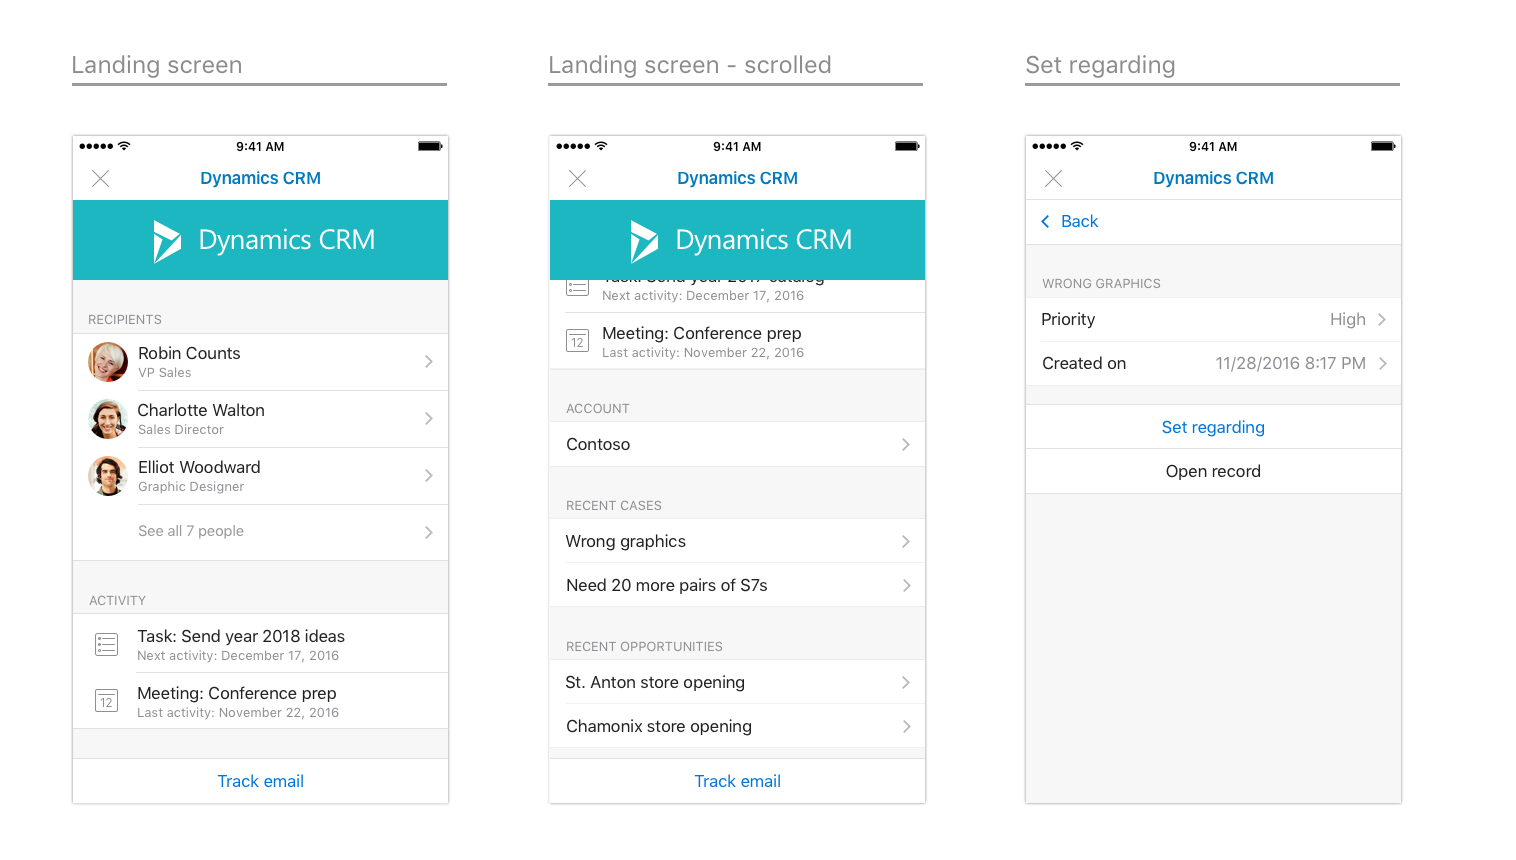 Landing screen
9:41 AM
Dynamics CRM
Dynamics CRM
RECIPIENTS
Robin Counts
VP Sales
Charlotte Walton
Sales Director
Elliot Woodward
Graphic Designer
See all 7 people
ACTIVITY
Task: Send year 2018 ideas
Next activity: December 17, 2016
12
Meeting: Conference prep
Last activity: November 22, 2016
Track email
Landing screen - scrolled
9:41 AM
Dynamics CRM
Dynamics CRM
Task: Send year 2017 catalog
Next activity: December 17, 2016
12
Meeting: Conference prep
Last activity: November 22, 2016
ACCOUNT
Contoso
RECENT CASES
Wrong graphics
Need 20 more pairs of S7s
RECENT OPPORTUNITIES
St. Anton store opening
Chamonix store opening
Track email
Set regarding
9:41 AM
Dynamics CRM
Back
WRONG GRAPHICS
Priority High
Created on 11/28/2016 8:17 PM
Set regarding
Open record